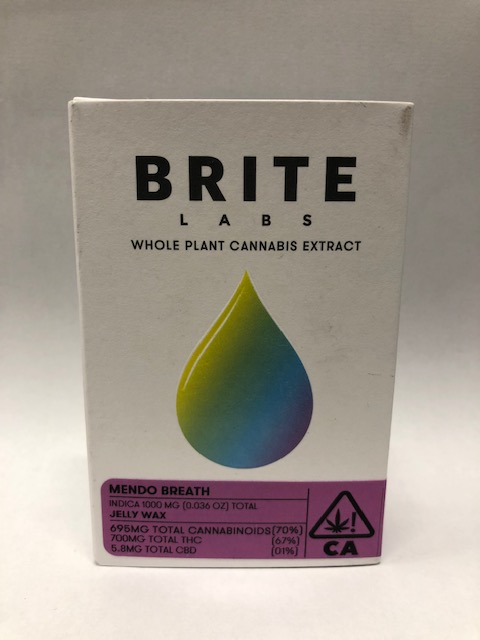 BRITE
LABS
WHOLE PLANT CANNABIS EXTRACT
MENDO BREATH
INDICA 1000 MG (0.036 OZ) TOTAL
JELLY WAX
695MG TOTAL CANNABINOIDS (70%)
700MG TOTAL THC (67%)
5.8MG TOTAL CBD (01%)
!
CA